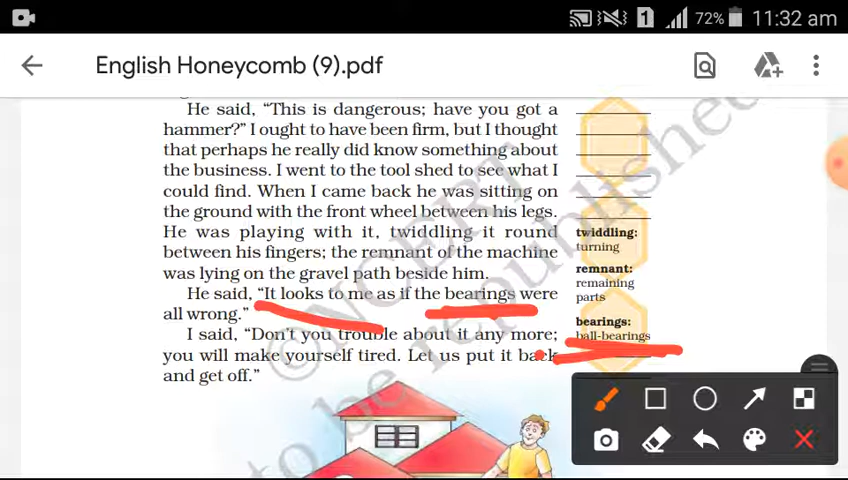 1 72% 11:32 am
English Honeycomb (9).pdf
He said, “This is dangerous; have you got a
hammer?” I ought to have been firm, but I thought
that perhaps he really did know something about
the business. I went to the tool shed to see what I
could find. When I came back he was sitting on
the ground with the front wheel between his legs.
He was playing with it, twiddling it round
between his fingers; the remnant of the machine
was lying on the gravel path beside him.
He said, “It looks to me as if the bearings were
all wrong.”
I said, “Don’t you trouble about it any more;
you will make yourself tired. Let us put it back
and get off.”
twiddling:
turning
remnant:
remaining
parts
bearings:
ball-bearings
© NCERT
to be republished